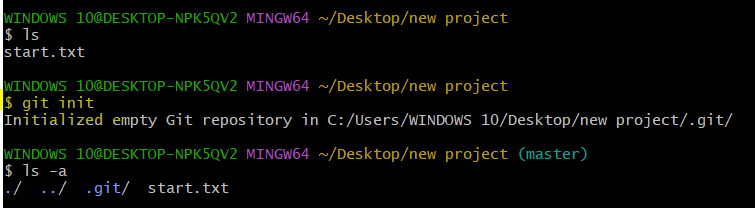 WINDOWS 10@DESKTOP-NPK5QV2 MINGW64 ~/Desktop/new project
$ ls
start.txt
WINDOWS 10@DESKTOP-NPK5QV2 MINGW64 ~/Desktop/new project
$ git init
Initialized empty Git repository in C:/Users/WINDOWS 10/Desktop/new project/.git/
WINDOWS 10@DESKTOP-NPK5QV2 MINGW64 ~/Desktop/new project (master)
$ ls -a
./  ../  .git/  start.txt